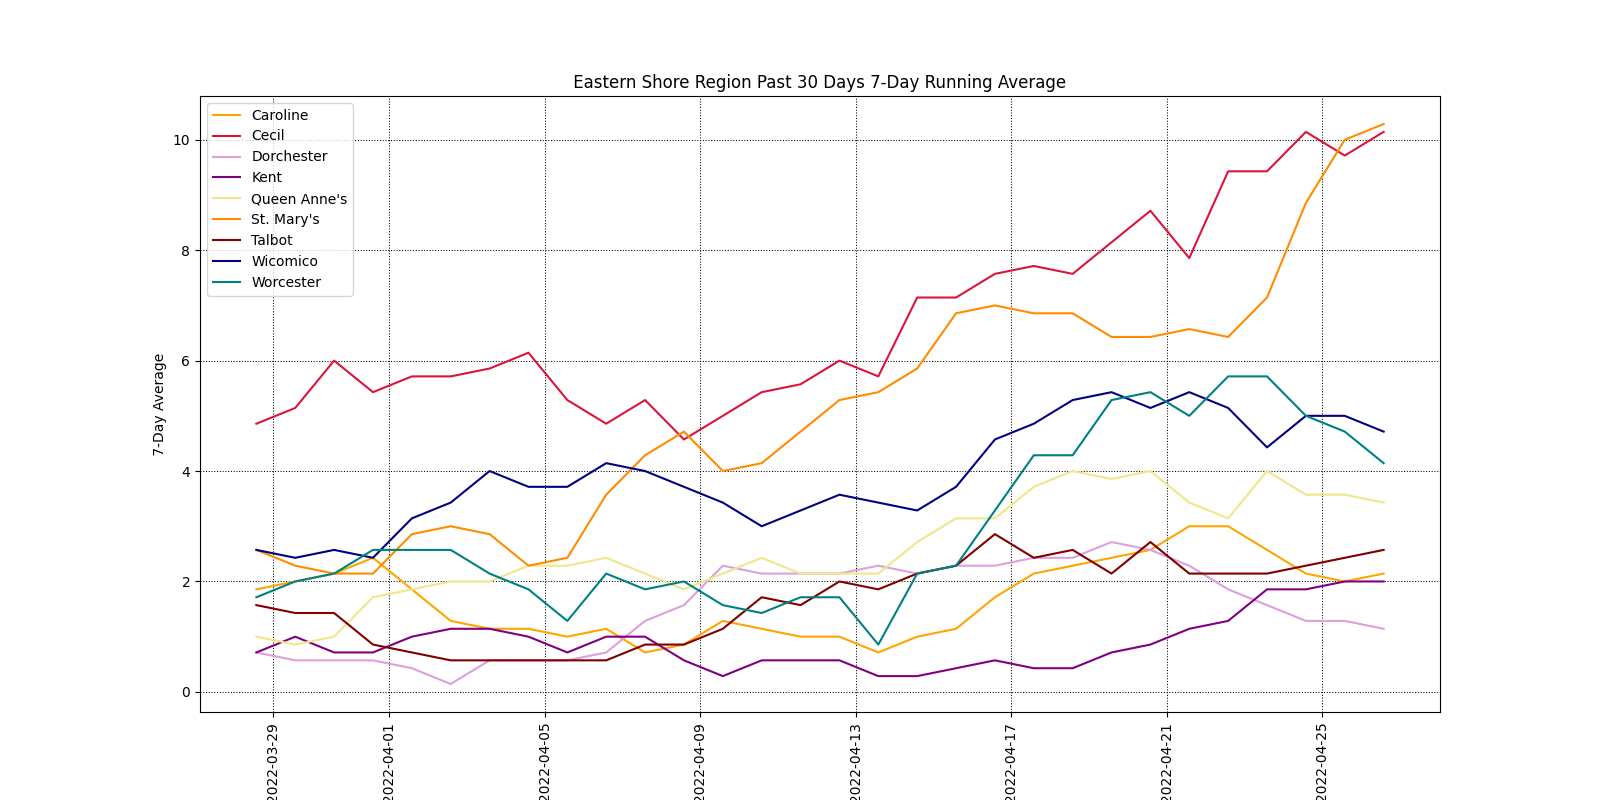 Eastern Shore Region Past 30 Days 7-Day Running Average
Caroline
Cecil
Dorchester
Kent
Queen Anne's
St. Mary's
Talbot
Wicomico
Worcester
7-Day Average
10
8
6
4
2
0
2022-03-29
2022-04-01
2022-04-05
2022-04-09
2022-04-13
2022-04-17
2022-04-21
2022-04-25